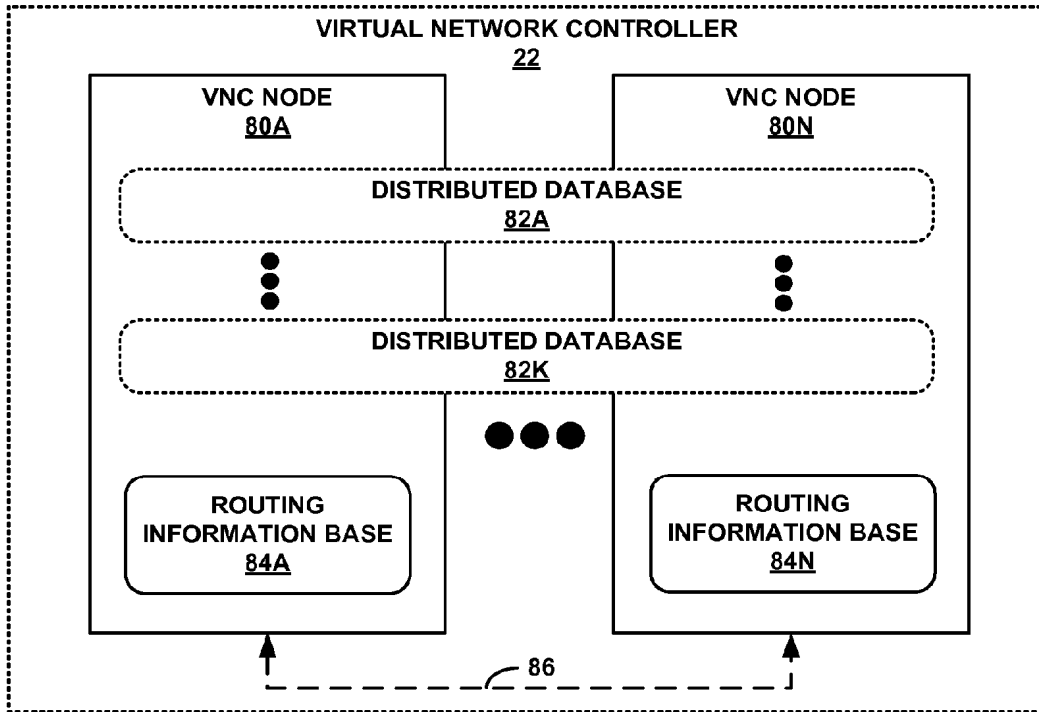 VIRTUAL NETWORK CONTROLLER
22
VNC NODE
80A
VNC NODE
80N
DISTRIBUTED DATABASE
82A
DISTRIBUTED DATABASE
82K
ROUTING
INFORMATION BASE
84A
ROUTING
INFORMATION BASE
84N
86